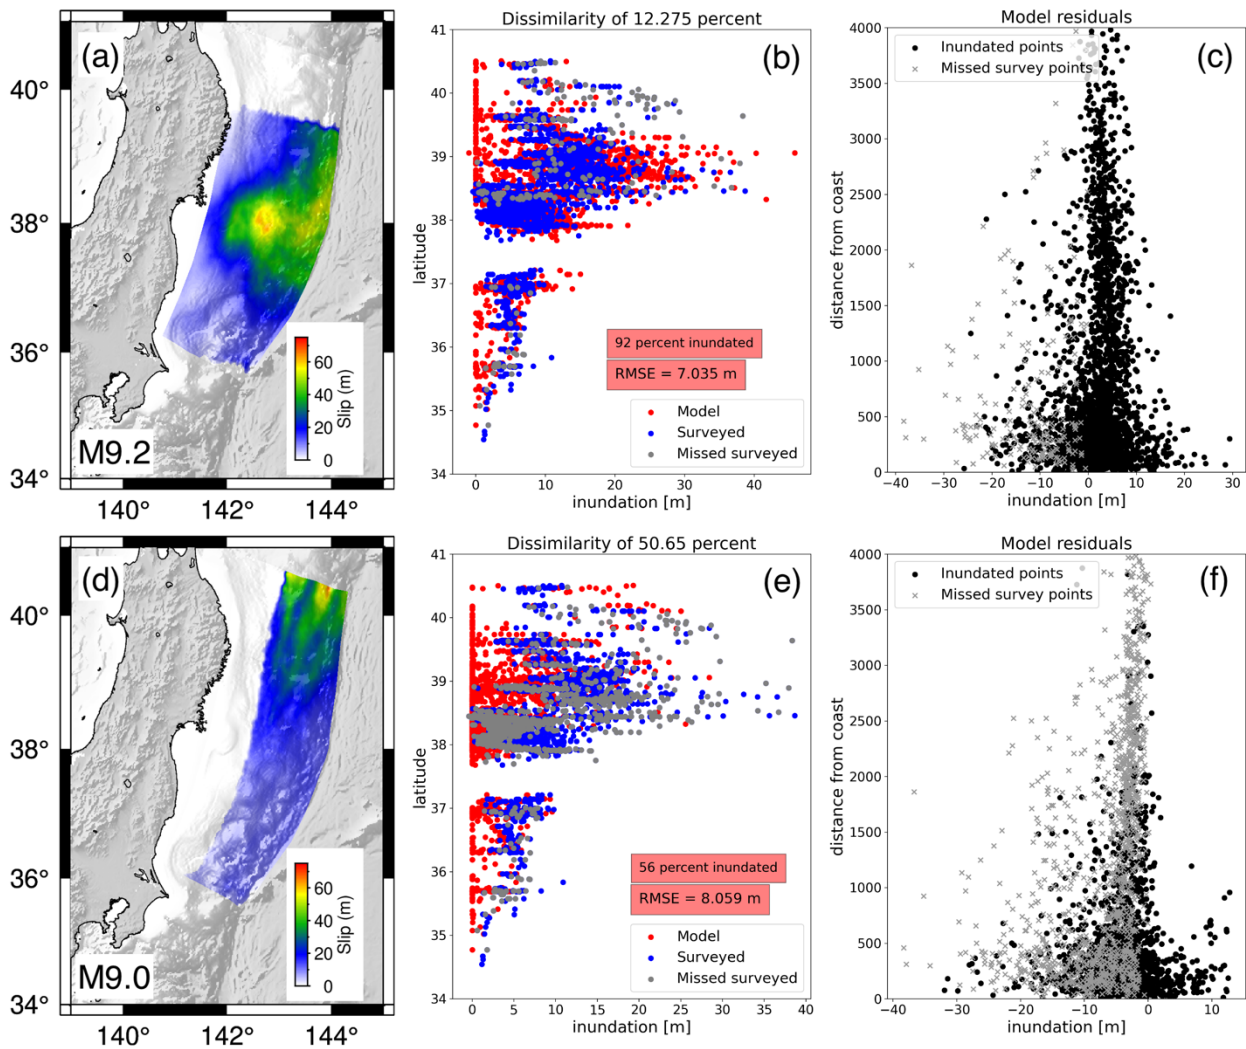 (a)
40°
38°
36°
34°
140°
142°
144°
M9.2
Slip (m)
60
40
20
0
Dissimilarity of 12.275 percent
(b)
41
40
39
38
37
36
35
34
latitude
92 percent inundated
RMSE = 7.035 m
Model
Surveyed
Missed surveyed
0
10
20
30
40
inundation [m]
Model residuals
(c)
Inundated points
Missed survey points
4000
3500
3000
2500
2000
1500
1000
500
0
distance from coast
−40
−30
−20
−10
0
10
20
30
inundation [m]
(d)
40°
38°
36°
34°
140°
142°
144°
M9.0
Slip (m)
60
40
20
0
Dissimilarity of 50.65 percent
(e)
41
40
39
38
37
36
35
34
latitude
56 percent inundated
RMSE = 8.059 m
Model
Surveyed
Missed surveyed
0
5
10
15
20
25
30
35
40
inundation [m]
Model residuals
(f)
Inundated points
Missed survey points
4000
3500
3000
2500
2000
1500
1000
500
0
distance from coast
−40
−30
−20
−10
0
10
inundation [m]